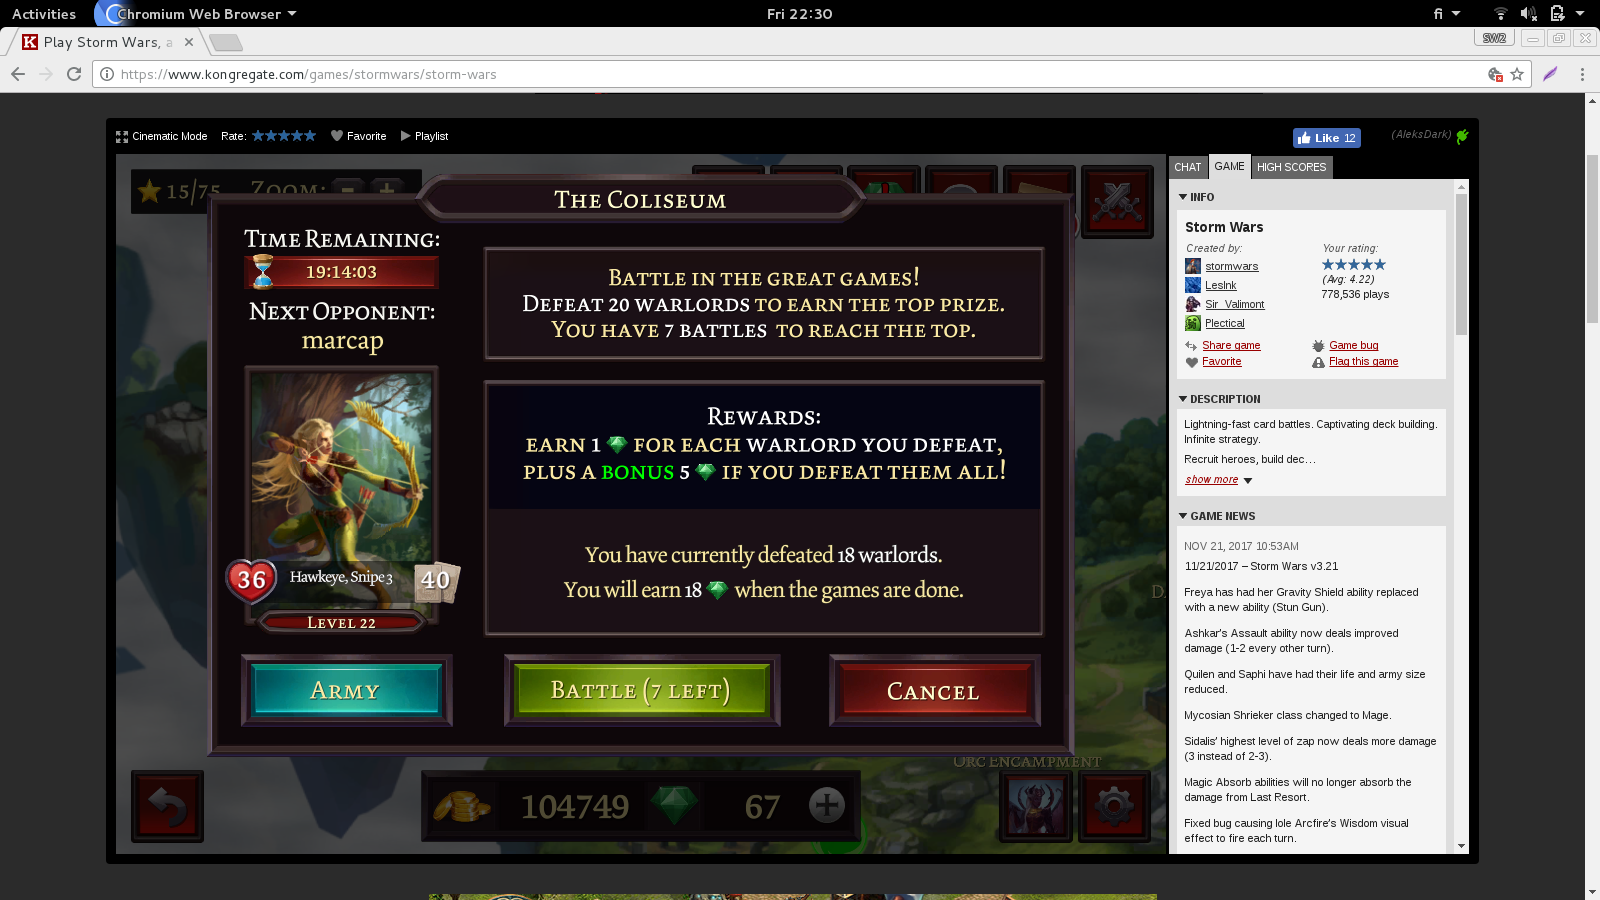 Activities
Chromium Web Browser
Fri 22:30
fi
Play Storm Wars, a
SW2
https://www.kongregate.com/games/stormwars/storm-wars
Cinematic Mode
Rate:
Favorite
Playlist
Like 12
(AleksDark)
15/75
Zoom:
The Coliseum
Time Remaining:
19:14:03
Next Opponent:
marcap
Hawkeye, Snipe 3
36
40
Level 22
Battle in the great games!
Defeat 20 warlords to earn the top prize.
You have 7 battles to reach the top.
Rewards:
earn 1 for each warlord you defeat,
plus a bonus 5 if you defeat them all!
You have currently defeated 18 warlords.
You will earn 18 when the games are done.
Army
Battle (7 left)
Cancel
Orc Encampment
104749
67
CHAT
GAME
HIGH SCORES
INFO
Storm Wars
Created by:
stormwars
LesInk
Sir_Valimont
Plectical
Your rating:
(Avg: 4.22)
778,536 plays
Share game
Game bug
Favorite
Flag this game
DESCRIPTION
Lightning-fast card battles. Captivating deck building.
Infinite strategy.
Recruit heroes, build dec…
show more
GAME NEWS
NOV 21, 2017 10:53AM
11/21/2017 – Storm Wars v3.21
Freya has had her Gravity Shield ability replaced
with a new ability (Stun Gun).
Ashkar's Assault ability now deals improved
damage (1-2 every other turn).
Quilen and Saphi have had their life and army size
reduced.
Mycosian Shrieker class changed to Mage.
Sidalis' highest level of zap now deals more damage
(3 instead of 2-3).
Magic Absorb abilities will no longer absorb the
damage from Last Resort.
Fixed bug causing Iole Arcfire's Wisdom visual
effect to fire each turn.